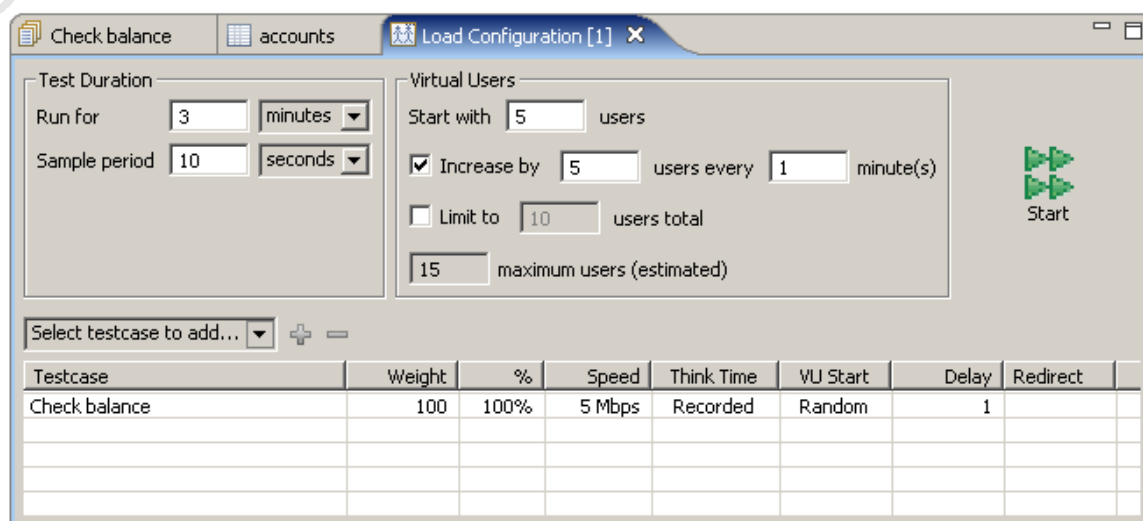 Check balance accounts Load Configuration [1]
Test Duration Virtual Users
Run for 3 minutes Start with 5 users
Sample period 10 seconds Increase by 5 users every 1 minute(s)
Limit to 10 users total
Start
15 maximum users (estimated)
Select testcase to add...
Testcase Weight % Speed Think Time VU Start Delay Redirect
Check balance 100 100% 5 Mbps Recorded Random 1